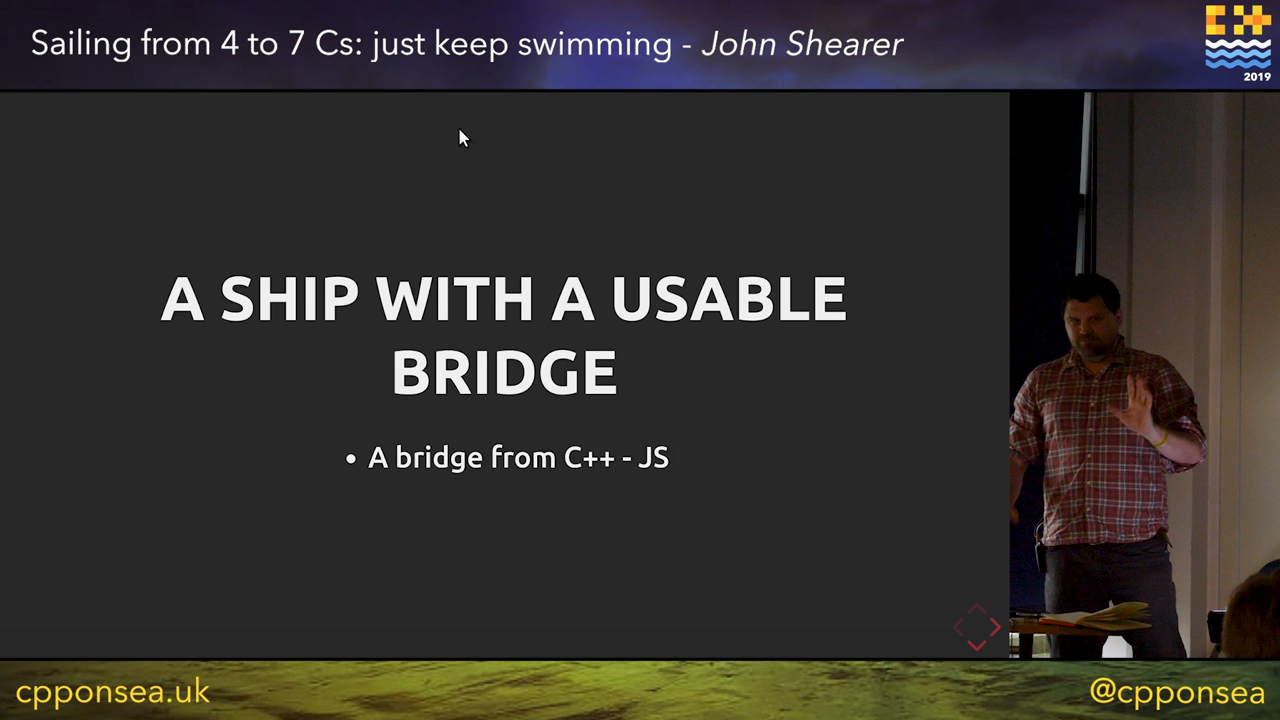 Sailing from 4 to 7 Cs: just keep swimming - John Shearer
2019
A SHIP WITH A USABLE
BRIDGE
• A bridge from C++ - JS
cpponsea.uk
@cpponsea